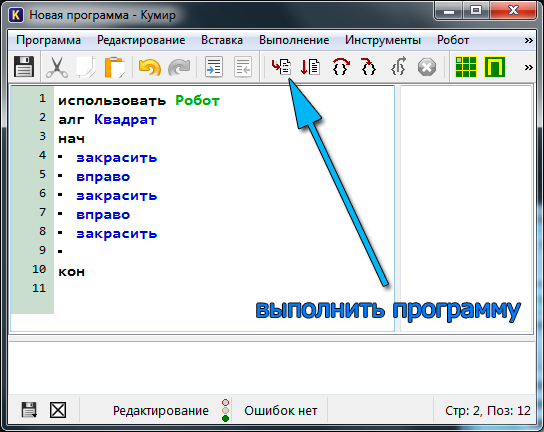 Новая программа - Кумир
Программа Редактирование Вставка Выполнение Инструменты Робот »
»
1 использовать Робот
2 алг Квадрат
3 нач
4 закрасить
5 вправо
6 закрасить
7 вправо
8 закрасить
9
10 кон
11
выполнить программу
Редактирование Ошибок нет Стр: 2, Поз: 12